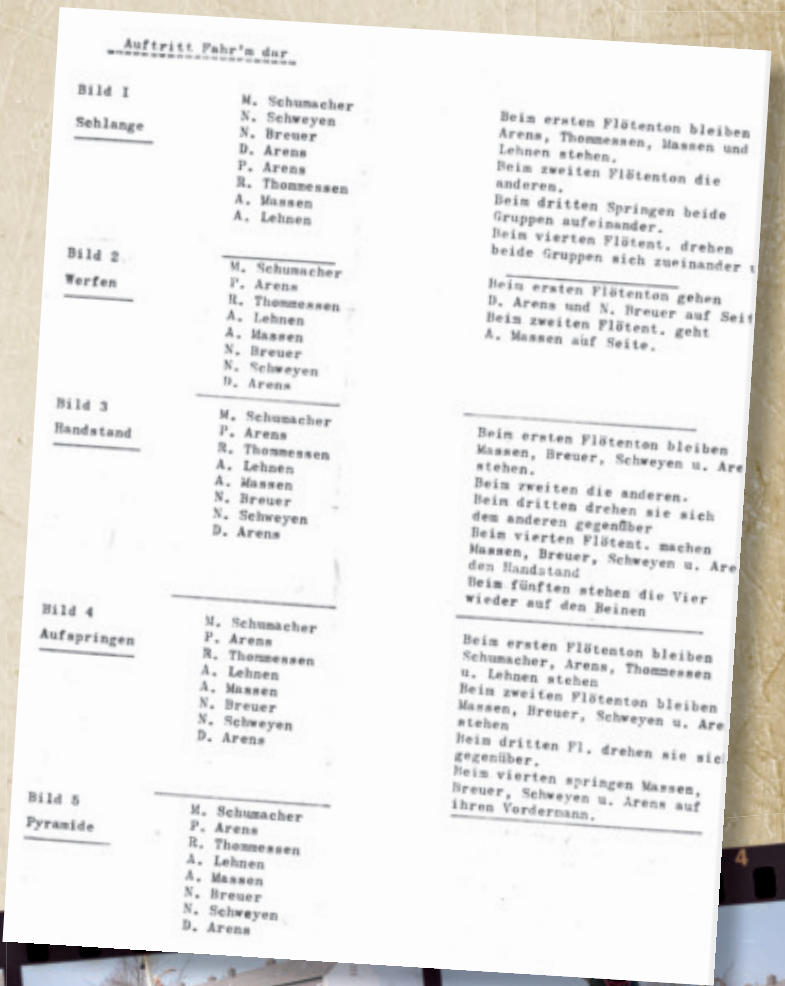 Auftritt Fahr'm dar
Bild I
Schlange
M. Schumacher
N. Schweyen
N. Breuer
D. Arens
P. Arens
R. Thommessen
A. Massen
A. Lehnen
Beim ersten Flötenton bleiben
Arens, Thommessen, Massen und
Lehnen stehen.
Beim zweiten Flötenton die
anderen.
Beim dritten Springen beide
Gruppen aufeinander.
Beim vierten Flötent. drehen
beide Gruppen sich zueinander
Bild 2
Werfen
M. Schumacher
P. Arens
R. Thommessen
A. Lehnen
A. Massen
N. Breuer
N. Schweyen
D. Arens
Beim ersten Flötenton gehen
D. Arens und N. Breuer auf Seit
Beim zweiten Flötent. geht
A. Massen auf Seite.
Bild 3
Handstand
M. Schumacher
P. Arens
R. Thommessen
A. Lehnen
A. Massen
N. Breuer
N. Schweyen
D. Arens
Beim ersten Flötenton bleiben
Massen, Breuer, Schweyen u. Are
stehen.
Beim zweiten die anderen.
Beim dritten drehen sie sich
dem anderen gegenüber
Beim vierten Flötent. machen
Massen, Breuer, Schweyen u. Are
den Handstand
Beim fünften stehen die Vier
wieder auf den Beinen
Bild 4
Aufspringen
M. Schumacher
P. Arens
R. Thommessen
A. Lehnen
A. Massen
N. Breuer
N. Schweyen
D. Arens
Beim ersten Flötenton bleiben
Schumacher, Arens, Thommessen
u. Lehnen stehen
Beim zweiten Flötenton bleiben
Massen, Breuer, Schweyen u. Are
stehen
Beim dritten Fl. drehen sie sic
gegenüber.
Beim vierten springen Massen,
Breuer, Schweyen u. Arens auf
ihren Vordermann.
Bild 5
Pyramide
M. Schumacher
P. Arens
R. Thommessen
A. Lehnen
A. Massen
N. Breuer
N. Schweyen
D. Arens
4